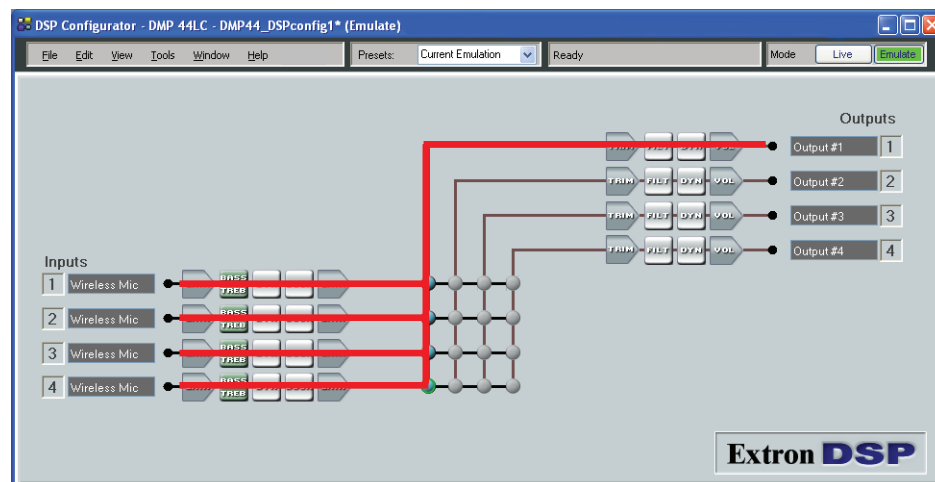 DSP Configurator - DMP 44LC - DMP44_DSPconfig1* (Emulate)
File Edit View Tools Window Help Presets: Current Emulation Ready Mode Live Emulate
Outputs
Output #1 1
TRIM FILT DYN VOL Output #2 2
TRIM FILT DYN VOL Output #3 3
TRIM FILT DYN VOL Output #4 4
Inputs
1 Wireless Mic BASS TREB
2 Wireless Mic BASS TREB
3 Wireless Mic BASS TREB
4 Wireless Mic BASS TREB
Extron DSP